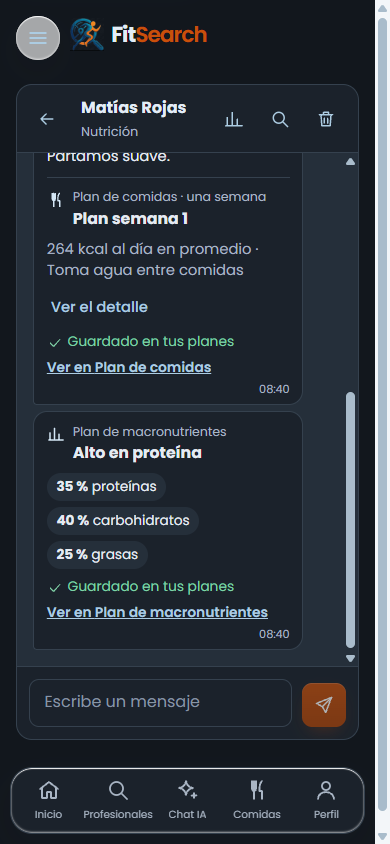 FitSearch
Matías Rojas
Nutrición
Partamos suave.
Plan de comidas · una semana
Plan semana 1
264 kcal al día en promedio ·
Toma agua entre comidas
Ver el detalle
Guardado en tus planes
Ver en Plan de comidas
08:40
Plan de macronutrientes
Alto en proteína
35 % proteínas
40 % carbohidratos
25 % grasas
Guardado en tus planes
Ver en Plan de macronutrientes
08:40
Escribe un mensaje
Inicio
Profesionales
Chat IA
Comidas
Perfil